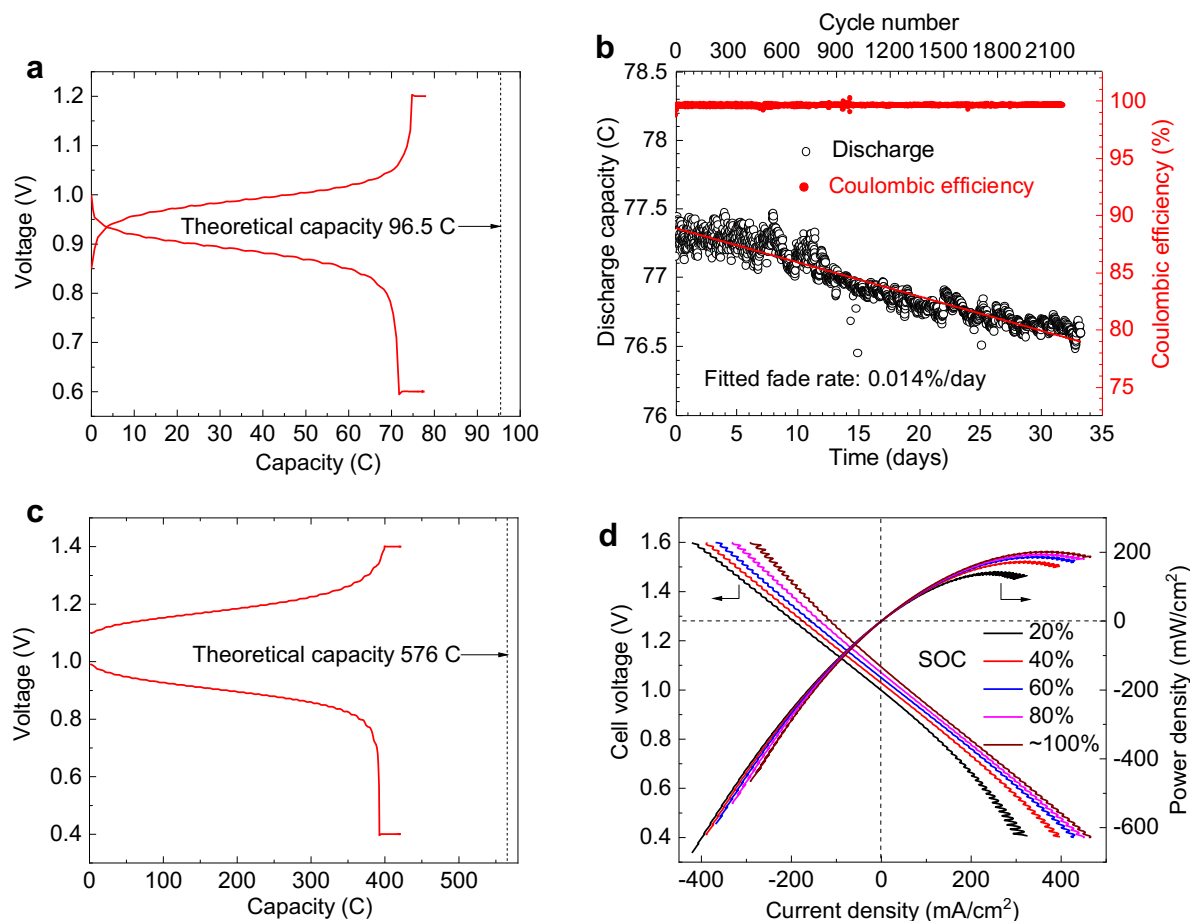 a
1.2
1.1
1.0
0.9
0.8
0.7
0.6
Voltage (V)
Theoretical capacity 96.5 C
0 10 20 30 40 50 60 70 80 90 100
Capacity (C)
b
Cycle number
0 300 600 900 1200 1500 1800 2100
78.5
78
77.5
77
76.5
76
Discharge capacity (C)
Discharge
Coulombic efficiency
Fitted fade rate: 0.014%/day
100
95
90
85
80
75
Coulombic efficiency (%)
0 5 10 15 20 25 30 35
Time (days)
c
1.4
1.2
1.0
0.8
0.6
0.4
Voltage (V)
Theoretical capacity 576 C
0 100 200 300 400 500
Capacity (C)
d
1.6
1.4
1.2
1.0
0.8
0.6
0.4
Cell voltage (V)
SOC
20%
40%
60%
80%
~100%
200
0
-200
-400
-600
Power density (mW/cm²)
-400 -200 0 200 400
Current density (mA/cm²)